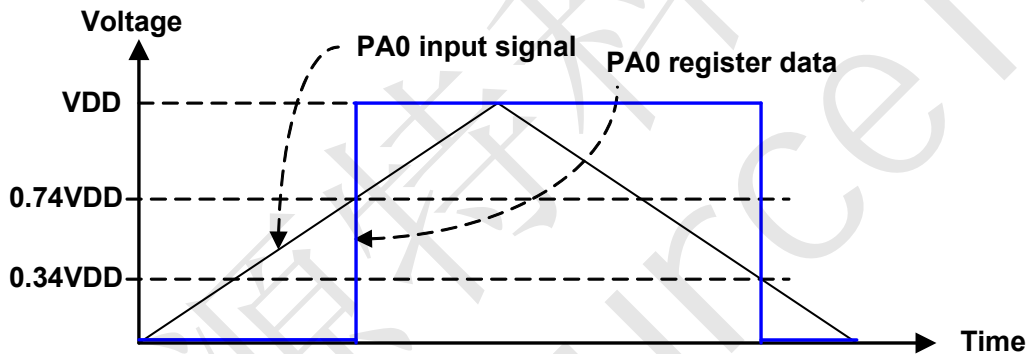 Voltage
PA0 input signal
PA0 register data
VDD
0.74VDD
0.34VDD
Time